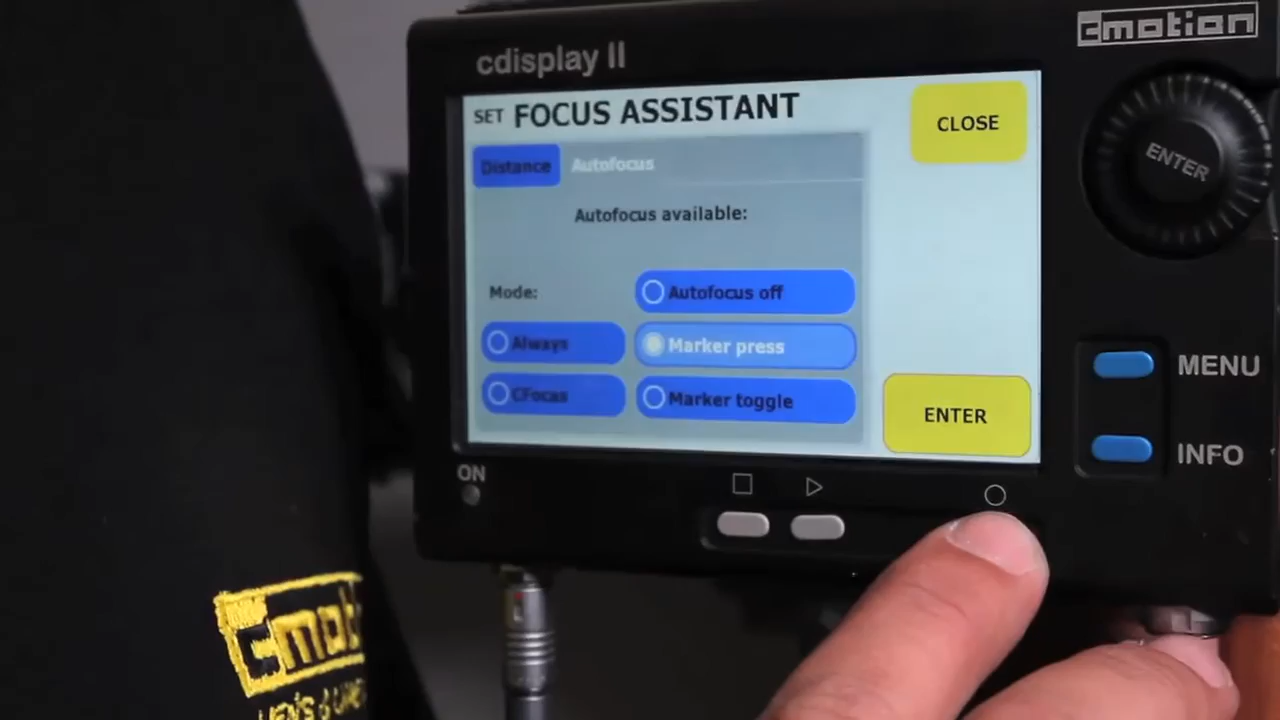 cmotion
cdisplay II
SET FOCUS ASSISTANT
CLOSE
Distance Autofocus
ENTER
Autofocus available:
Mode:
Autofocus off
Always
Marker press
CFocus
Marker toggle
ENTER
MENU
INFO
ON